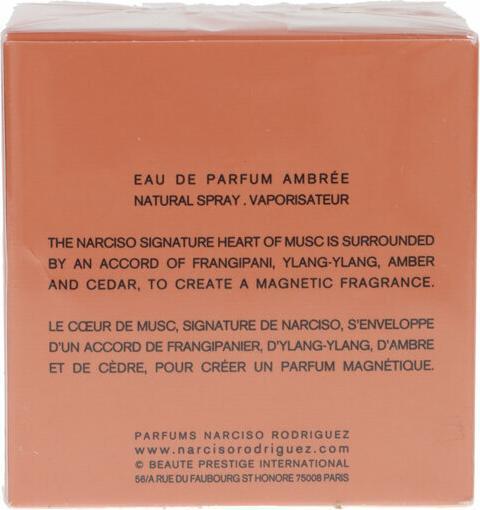 EAU DE PARFUM AMBRÉE
NATURAL SPRAY . VAPORISATEUR
THE NARCISO SIGNATURE HEART OF MUSC IS SURROUNDED
BY AN ACCORD OF FRANGIPANI, YLANG-YLANG, AMBER
AND CEDAR, TO CREATE A MAGNETIC FRAGRANCE.
LE CŒUR DE MUSC, SIGNATURE DE NARCISO, S'ENVELOPPE
D'UN ACCORD DE FRANGIPANIER, D'YLANG-YLANG, D'AMBRE
ET DE CÈDRE, POUR CRÉER UN PARFUM MAGNÉTIQUE.
PARFUMS NARCISO RODRIGUEZ
www.narcisorodriguez.com
© BEAUTE PRESTIGE INTERNATIONAL
56/A RUE DU FAUBOURG ST HONORE 75008 PARIS